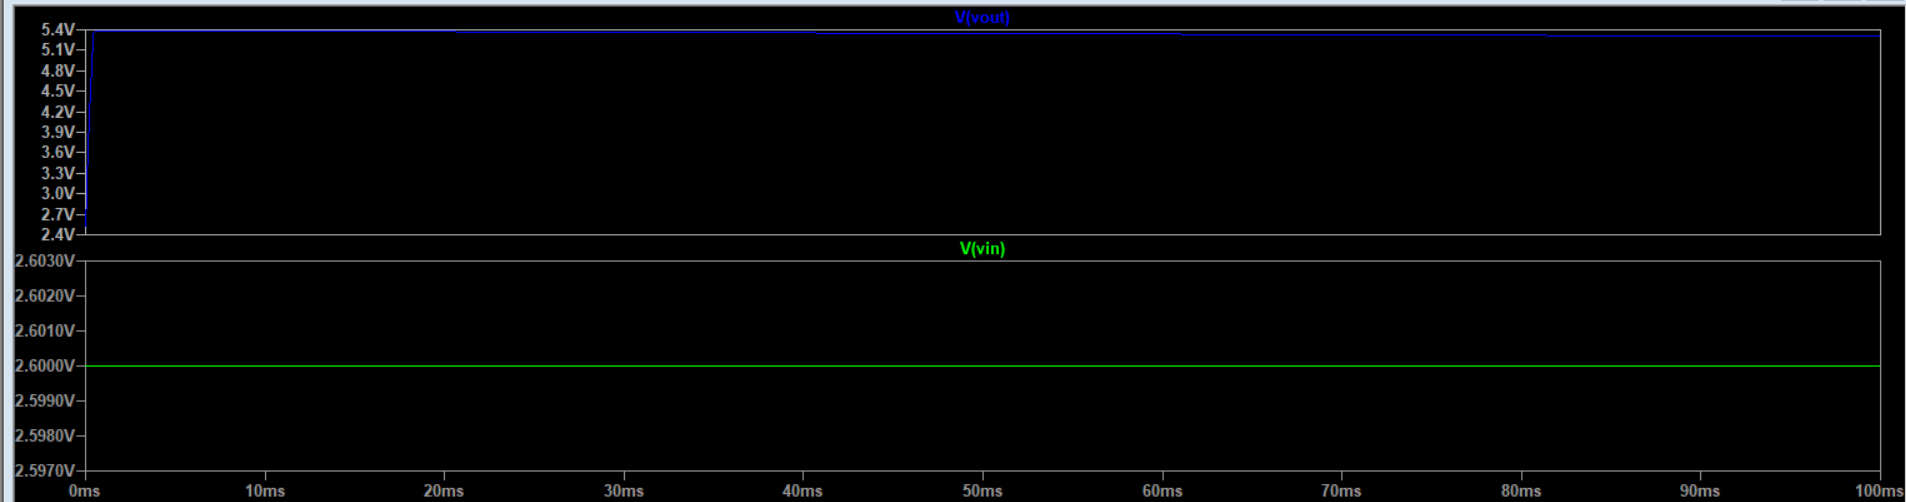 V(vout)
5.4V
5.1V
4.8V
4.5V
4.2V
3.9V
3.6V
3.3V
3.0V
2.7V
2.4V
V(vin)
2.6030V
2.6020V
2.6010V
2.6000V
2.5990V
2.5980V
2.5970V
0ms 10ms 20ms 30ms 40ms 50ms 60ms 70ms 80ms 90ms 100ms